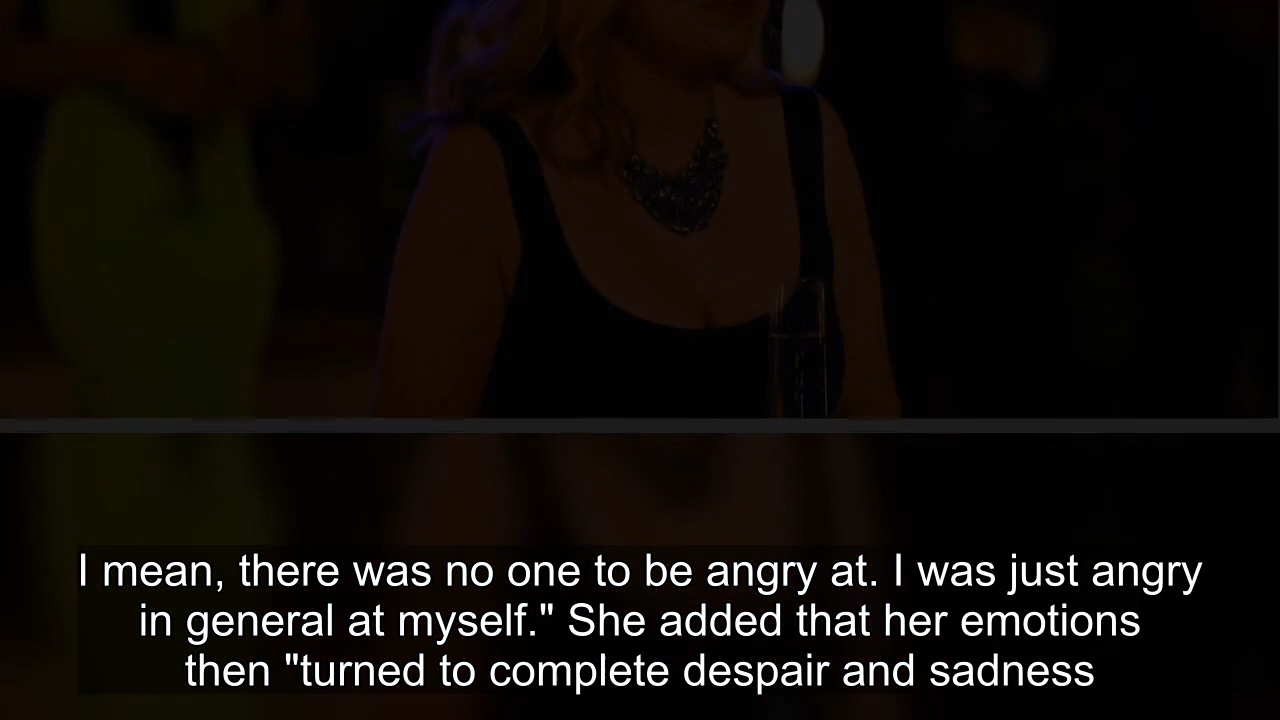 I mean, there was no one to be angry at. I was just angry
in general at myself." She added that her emotions
then "turned to complete despair and sadness